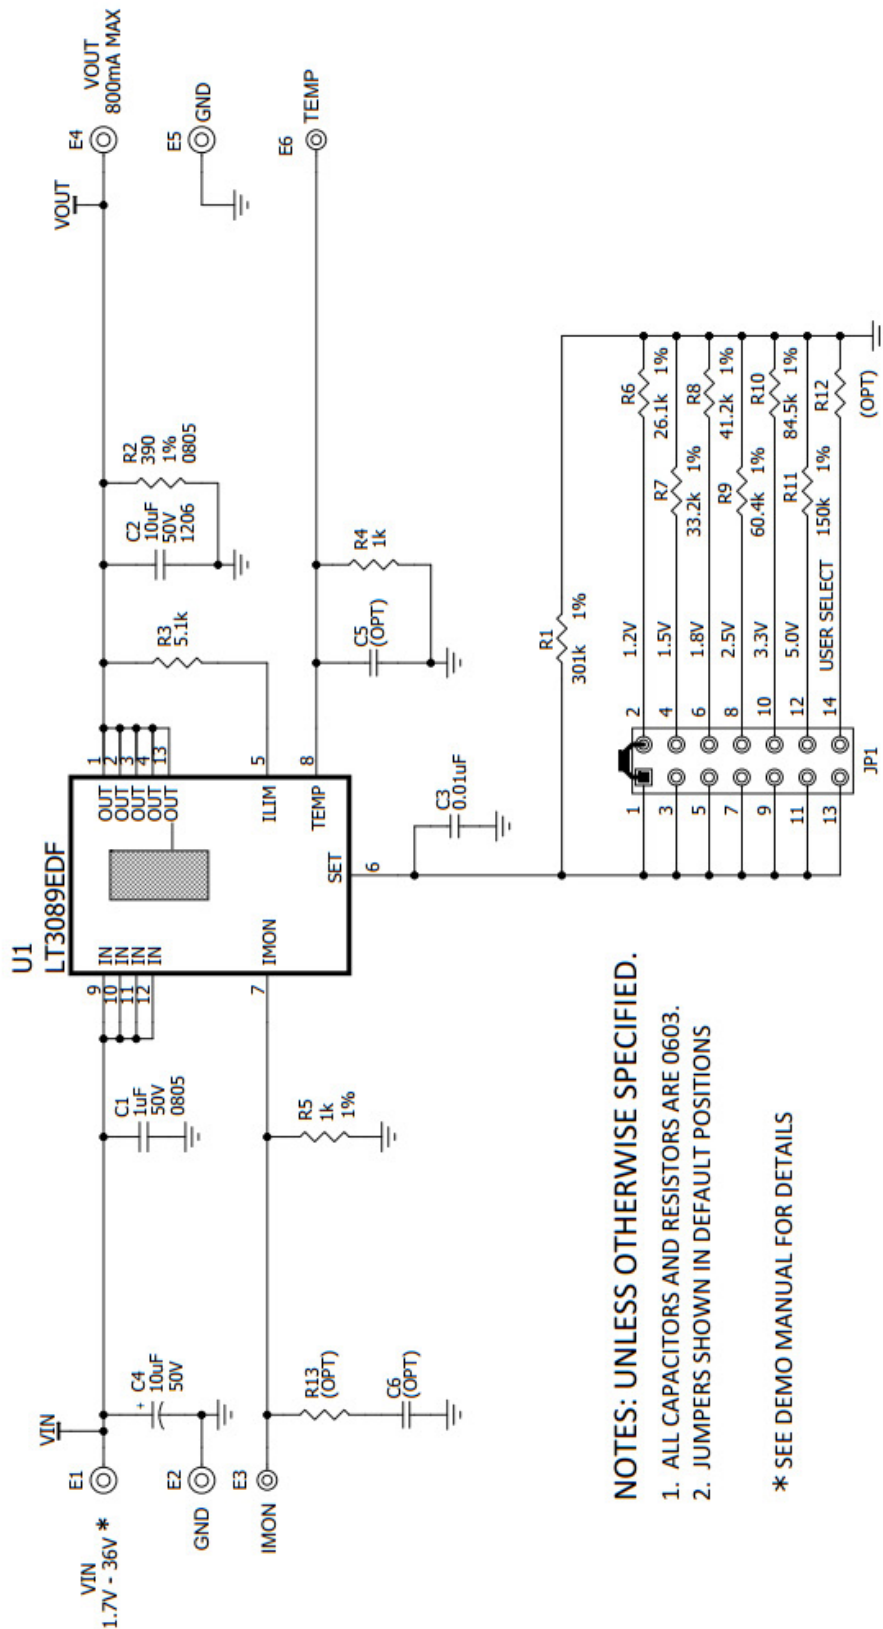 U1
LT3089EDF
VIN
1.7V - 36V *
E1
VIN
C4
+
10uF
50V
E2
GND
E3
IMON
R13
(OPT)
C6
(OPT)
C1
1uF
50V
0805
R5
1k
1%
9
10
11
12
IN
IN
IN
IN
7
IMON
OUT
OUT
OUT
OUT
OUT
1
2
3
4
13
ILIM
5
TEMP
8
SET
6
R3
5.1k
C2
10uF
50V
1206
R2
390
1%
0805
VOUT
E4
VOUT
800mA MAX
E5
GND
E6
TEMP
C5
(OPT)
R4
1k
C3
0.01uF
R1
301k 1%
1 2 1.2V R6
26.1k 1%
3 4 1.5V R7
33.2k 1%
5 6 1.8V R8
41.2k 1%
7 8 2.5V R9
60.4k 1%
9 10 3.3V R10
84.5k 1%
11 12 5.0V R11
150k 1%
13 14 USER SELECT R12
(OPT)
JP1
NOTES: UNLESS OTHERWISE SPECIFIED.
1. ALL CAPACITORS AND RESISTORS ARE 0603.
2. JUMPERS SHOWN IN DEFAULT POSITIONS
* SEE DEMO MANUAL FOR DETAILS